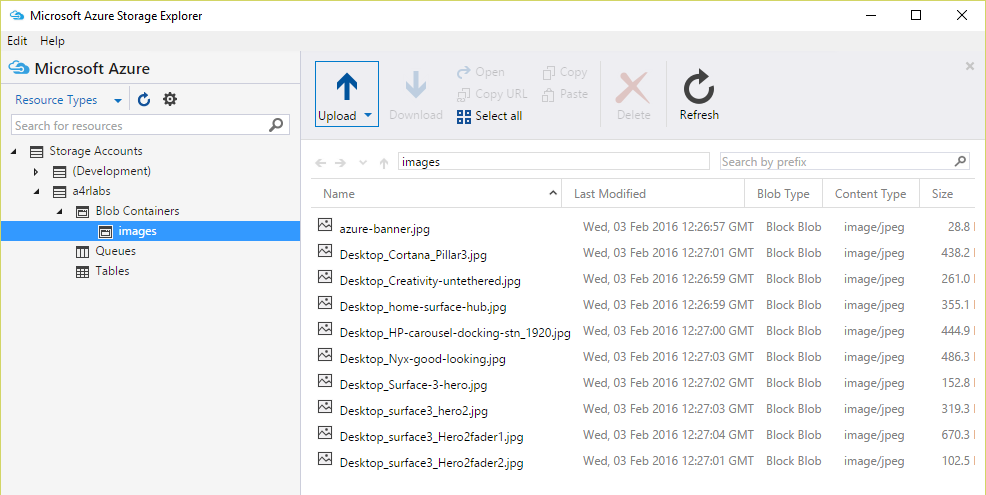 Microsoft Azure Storage Explorer
Edit Help
Microsoft Azure
Resource Types
Search for resources
Storage Accounts
(Development)
a4rlabs
Blob Containers
images
Queues
Tables
Upload
Download
Open
Copy URL
Select all
Copy
Paste
Delete
Refresh
images
Search by prefix
Name Last Modified Blob Type Content Type Size
azure-banner.jpg Wed, 03 Feb 2016 12:26:57 GMT Block Blob image/jpeg 28.8
Desktop_Cortana_Pillar3.jpg Wed, 03 Feb 2016 12:27:01 GMT Block Blob image/jpeg 438.2
Desktop_Creativity-untethered.jpg Wed, 03 Feb 2016 12:26:59 GMT Block Blob image/jpeg 261.0
Desktop_home-surface-hub.jpg Wed, 03 Feb 2016 12:26:59 GMT Block Blob image/jpeg 355.1
Desktop_HP-carousel-docking-stn_1920.jpg Wed, 03 Feb 2016 12:27:00 GMT Block Blob image/jpeg 444.9
Desktop_Nyx-good-looking.jpg Wed, 03 Feb 2016 12:27:03 GMT Block Blob image/jpeg 486.3
Desktop_Surface-3-hero.jpg Wed, 03 Feb 2016 12:27:02 GMT Block Blob image/jpeg 152.8
Desktop_surface3_hero2.jpg Wed, 03 Feb 2016 12:27:03 GMT Block Blob image/jpeg 319.3
Desktop_surface3_Hero2fader1.jpg Wed, 03 Feb 2016 12:27:04 GMT Block Blob image/jpeg 670.3
Desktop_surface3_Hero2fader2.jpg Wed, 03 Feb 2016 12:27:01 GMT Block Blob image/jpeg 102.5